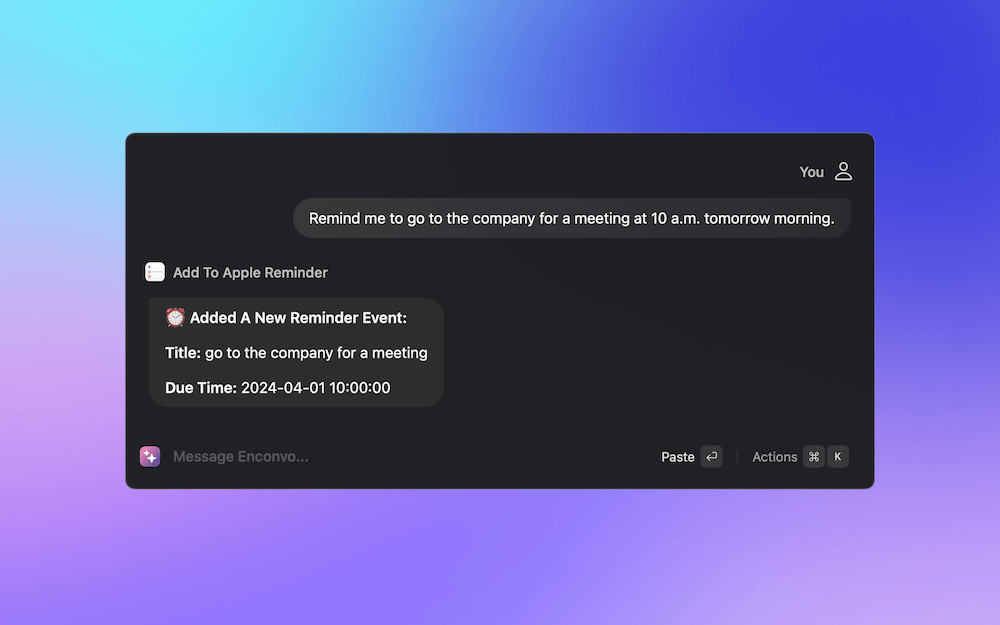 You
Remind me to go to the company for a meeting at 10 a.m. tomorrow morning.
Add To Apple Reminder
⏰ Added A New Reminder Event:
Title: go to the company for a meeting
Due Time: 2024-04-01 10:00:00
Message Enconvo...
Paste ⏎ Actions ⌘ K